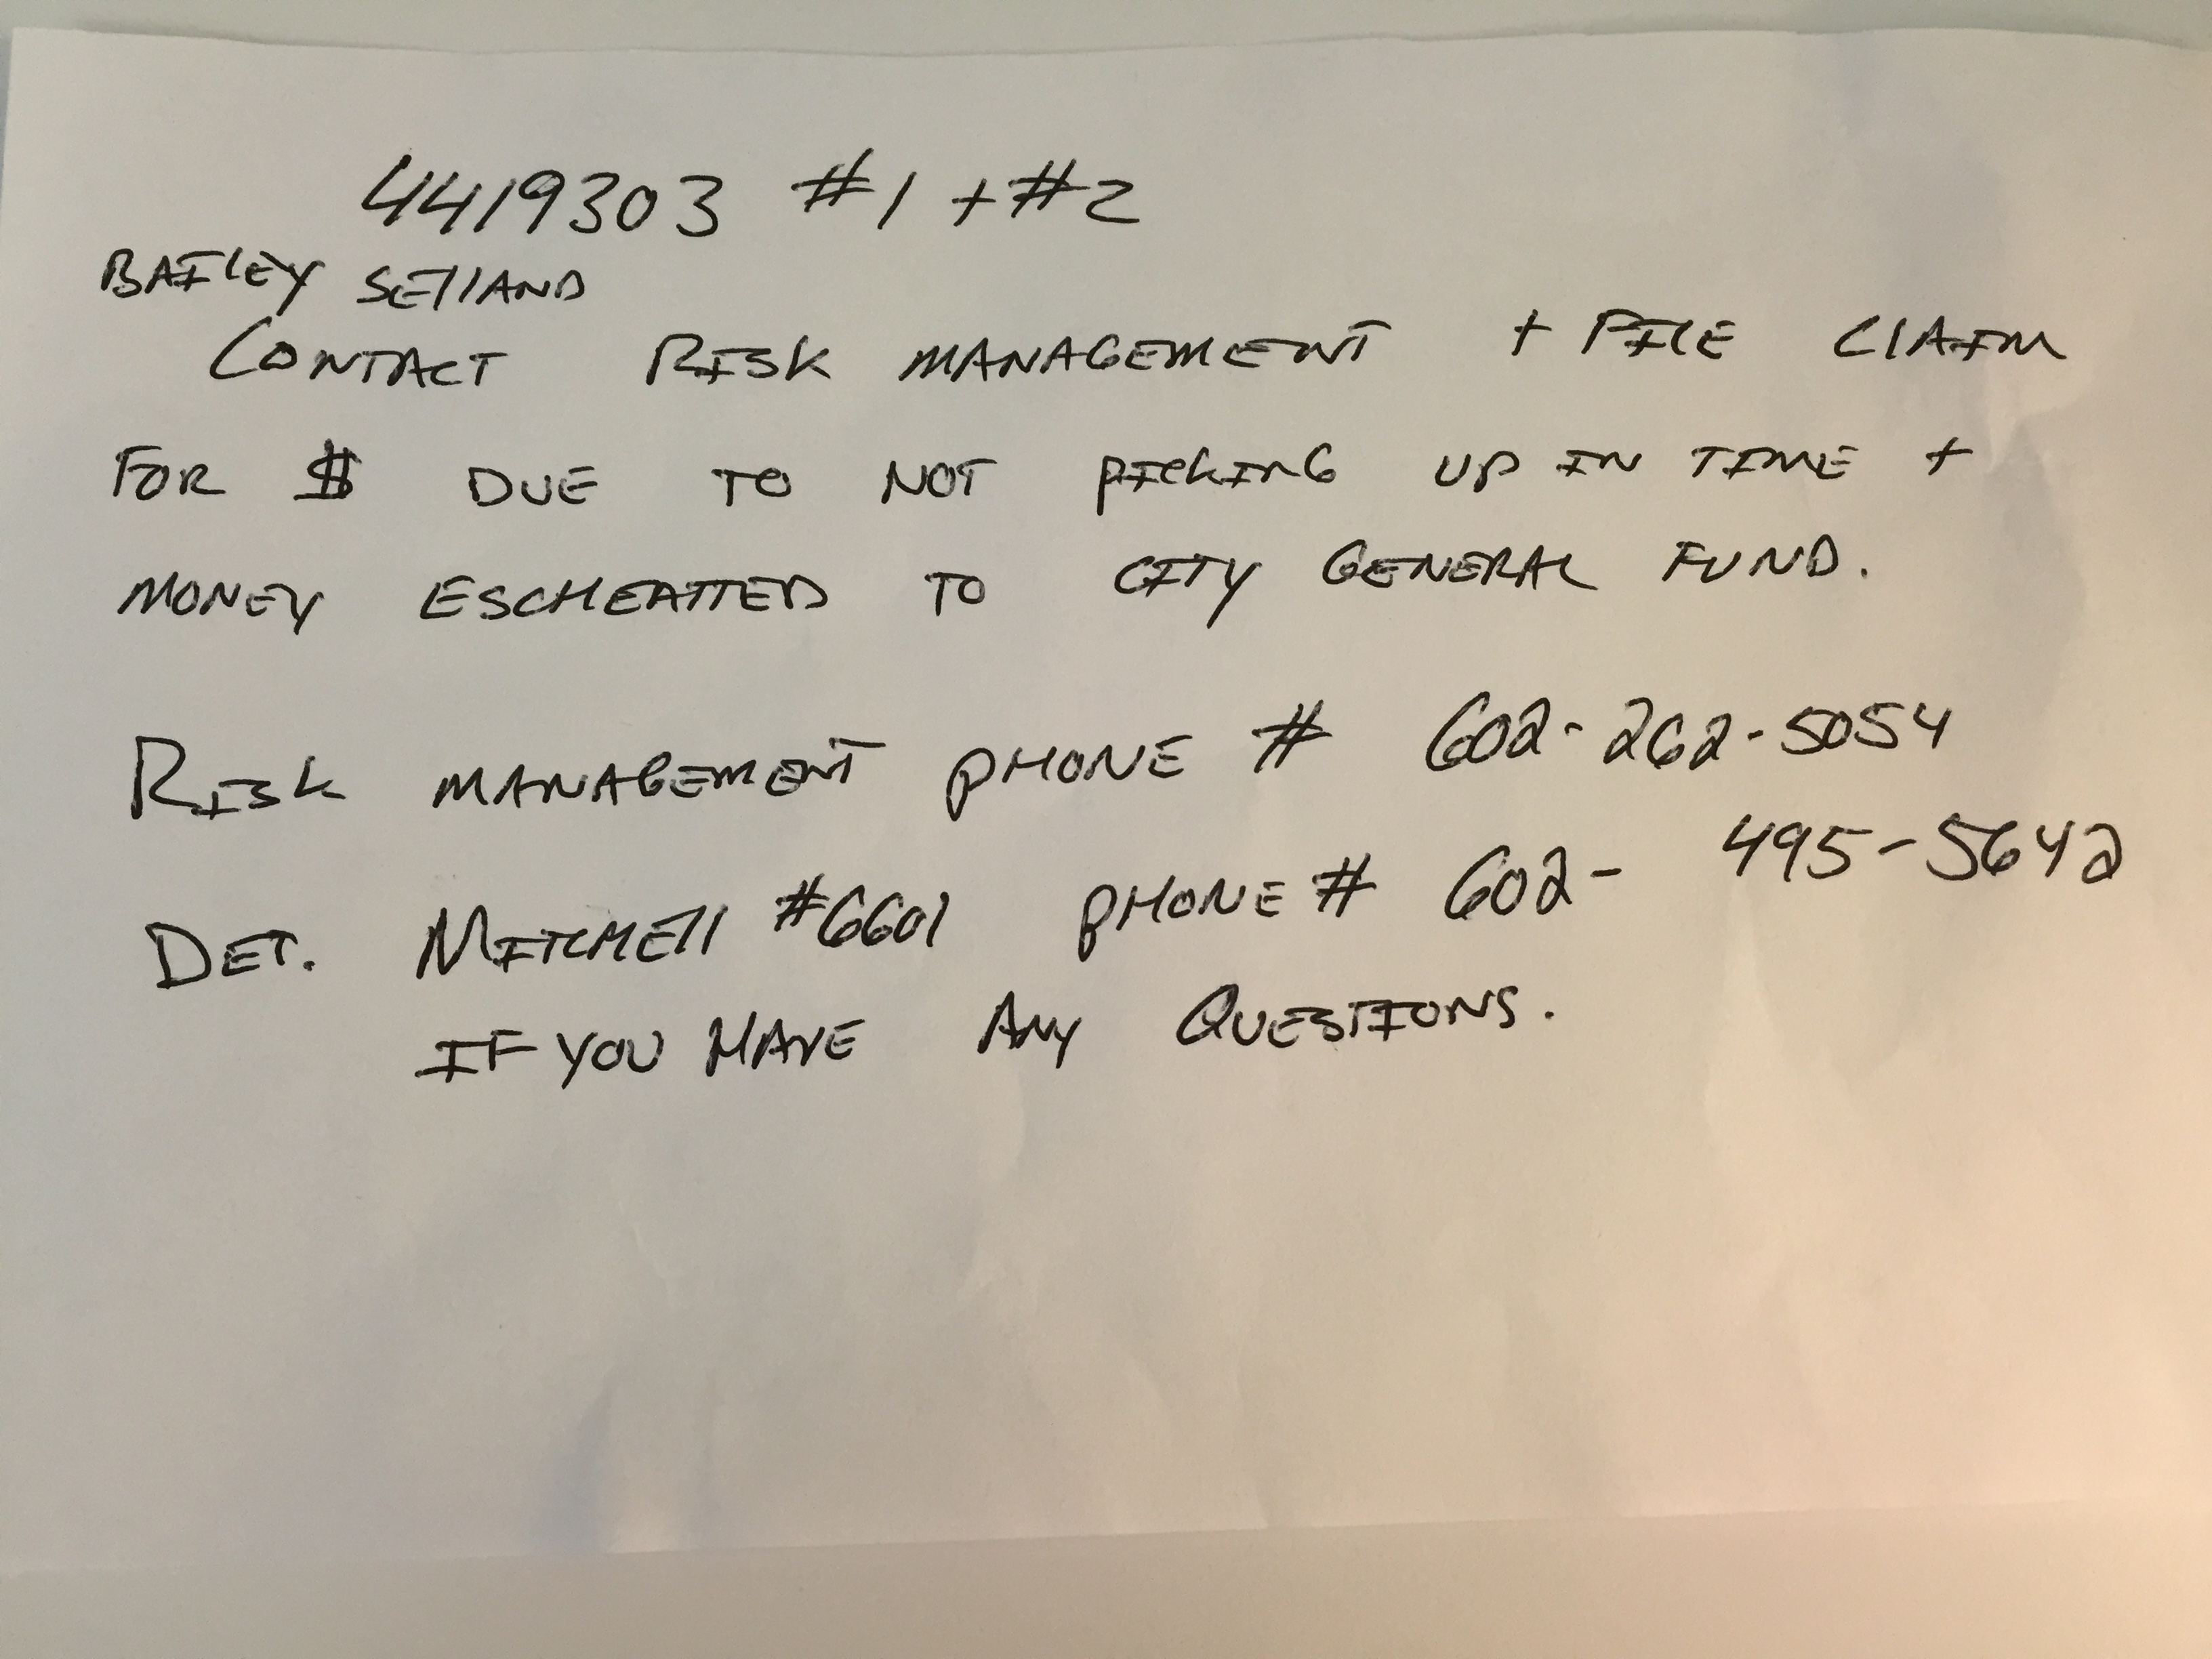 4419303 #1 + #2
BAILEY SEllAND
CONTACT RISK MANAGEMENT + FILE ClAIM
FOR $ DUE TO NOT PICKING UP IN TIME +
MONEY ESCHEATTED TO CITY GENERAL FUND.
RISK MANAGEMENT PHONE # 602-262-5054
DET. MITCHEll #6601 PHONE # 602- 495-5642
IF YOU HAVE ANY QUESTIONS.